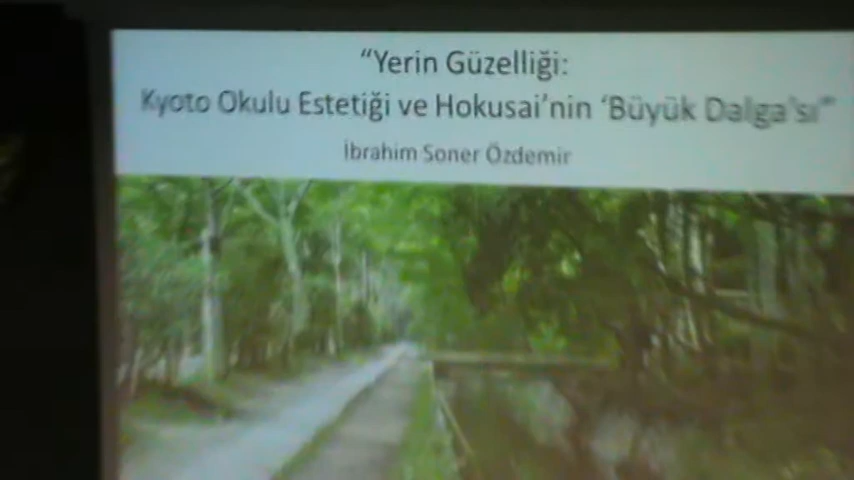 “Yerin Güzelliği:
Kyoto Okulu Estetiği ve Hokusai’nin ‘Büyük Dalga’sı”
İbrahim Soner Özdemir